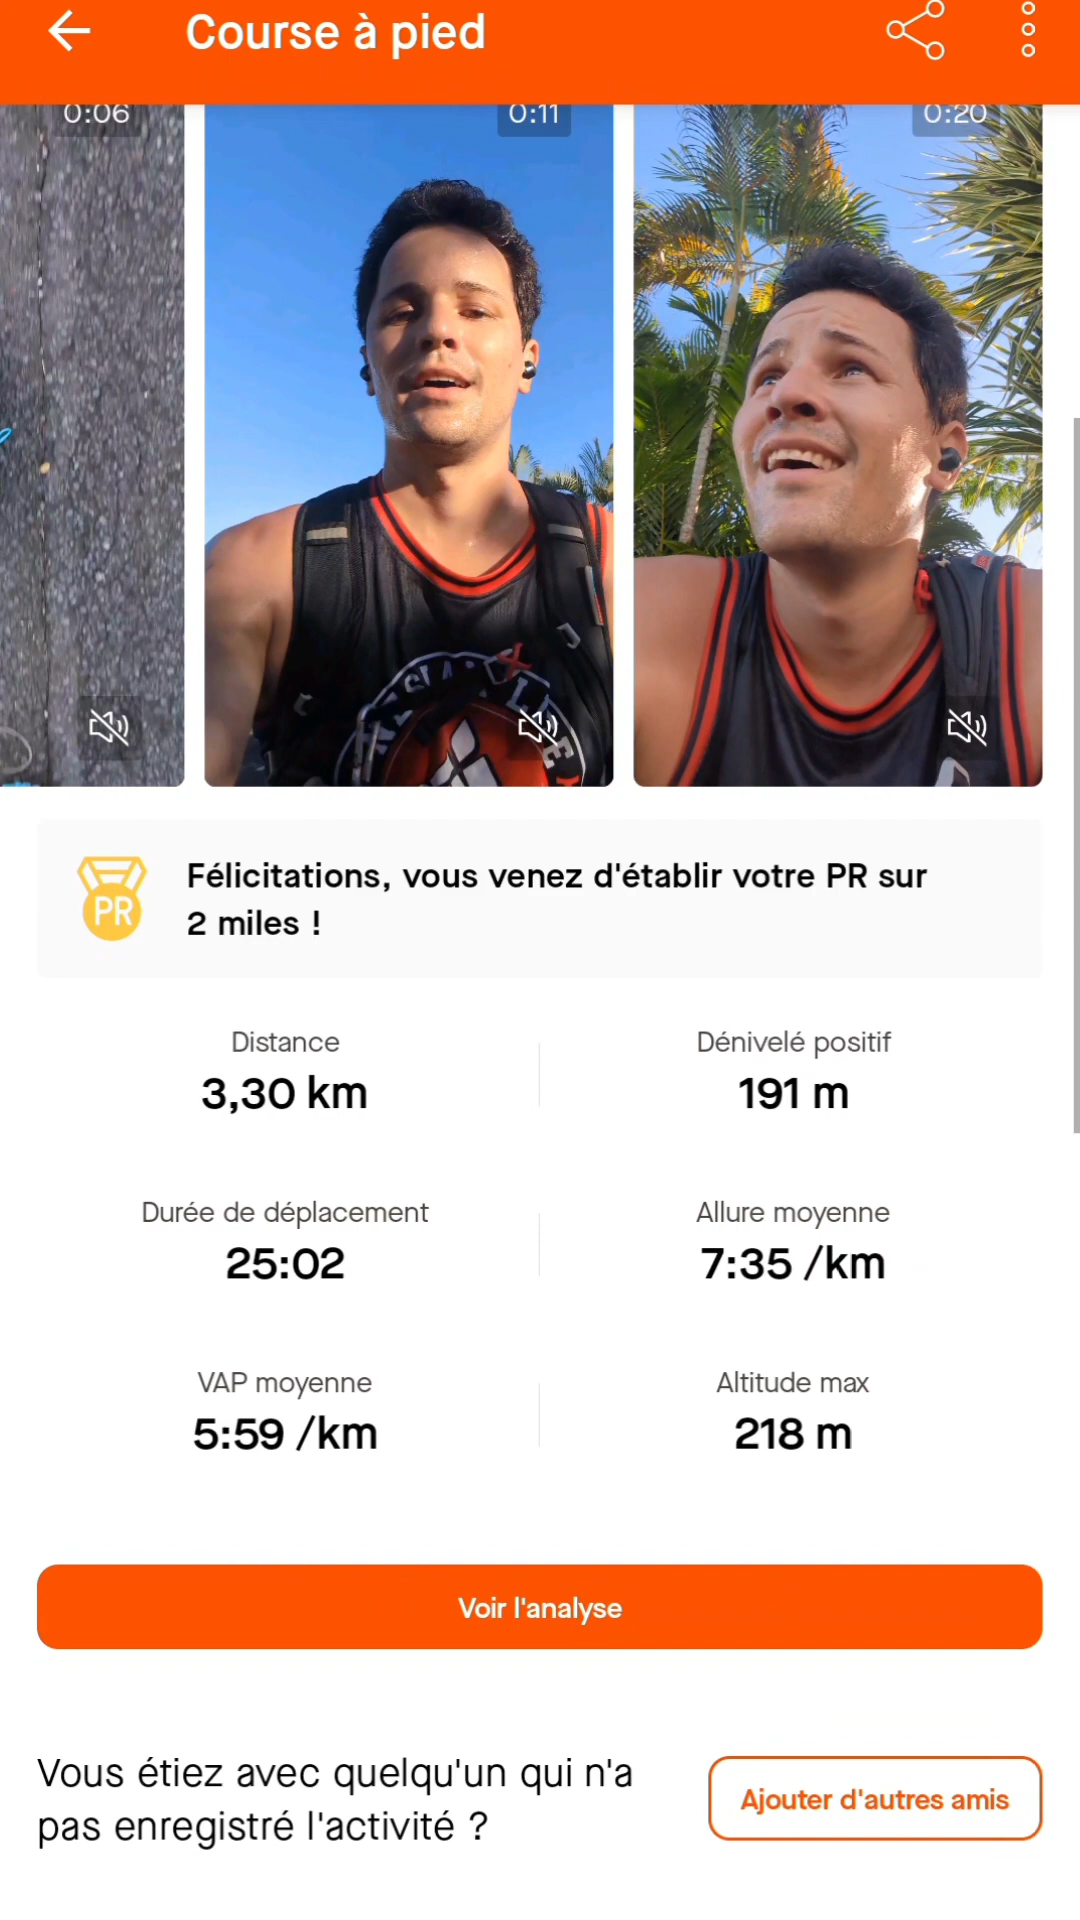 Course à pied
0:06
0:11
0:20
Félicitations, vous venez d'établir votre PR sur
2 miles !
PR
Distance
3,30 km
Dénivelé positif
191 m
Durée de déplacement
25:02
Allure moyenne
7:35 /km
VAP moyenne
5:59 /km
Altitude max
218 m
Voir l'analyse
Vous étiez avec quelqu'un qui n'a
pas enregistré l'activité ?
Ajouter d'autres amis